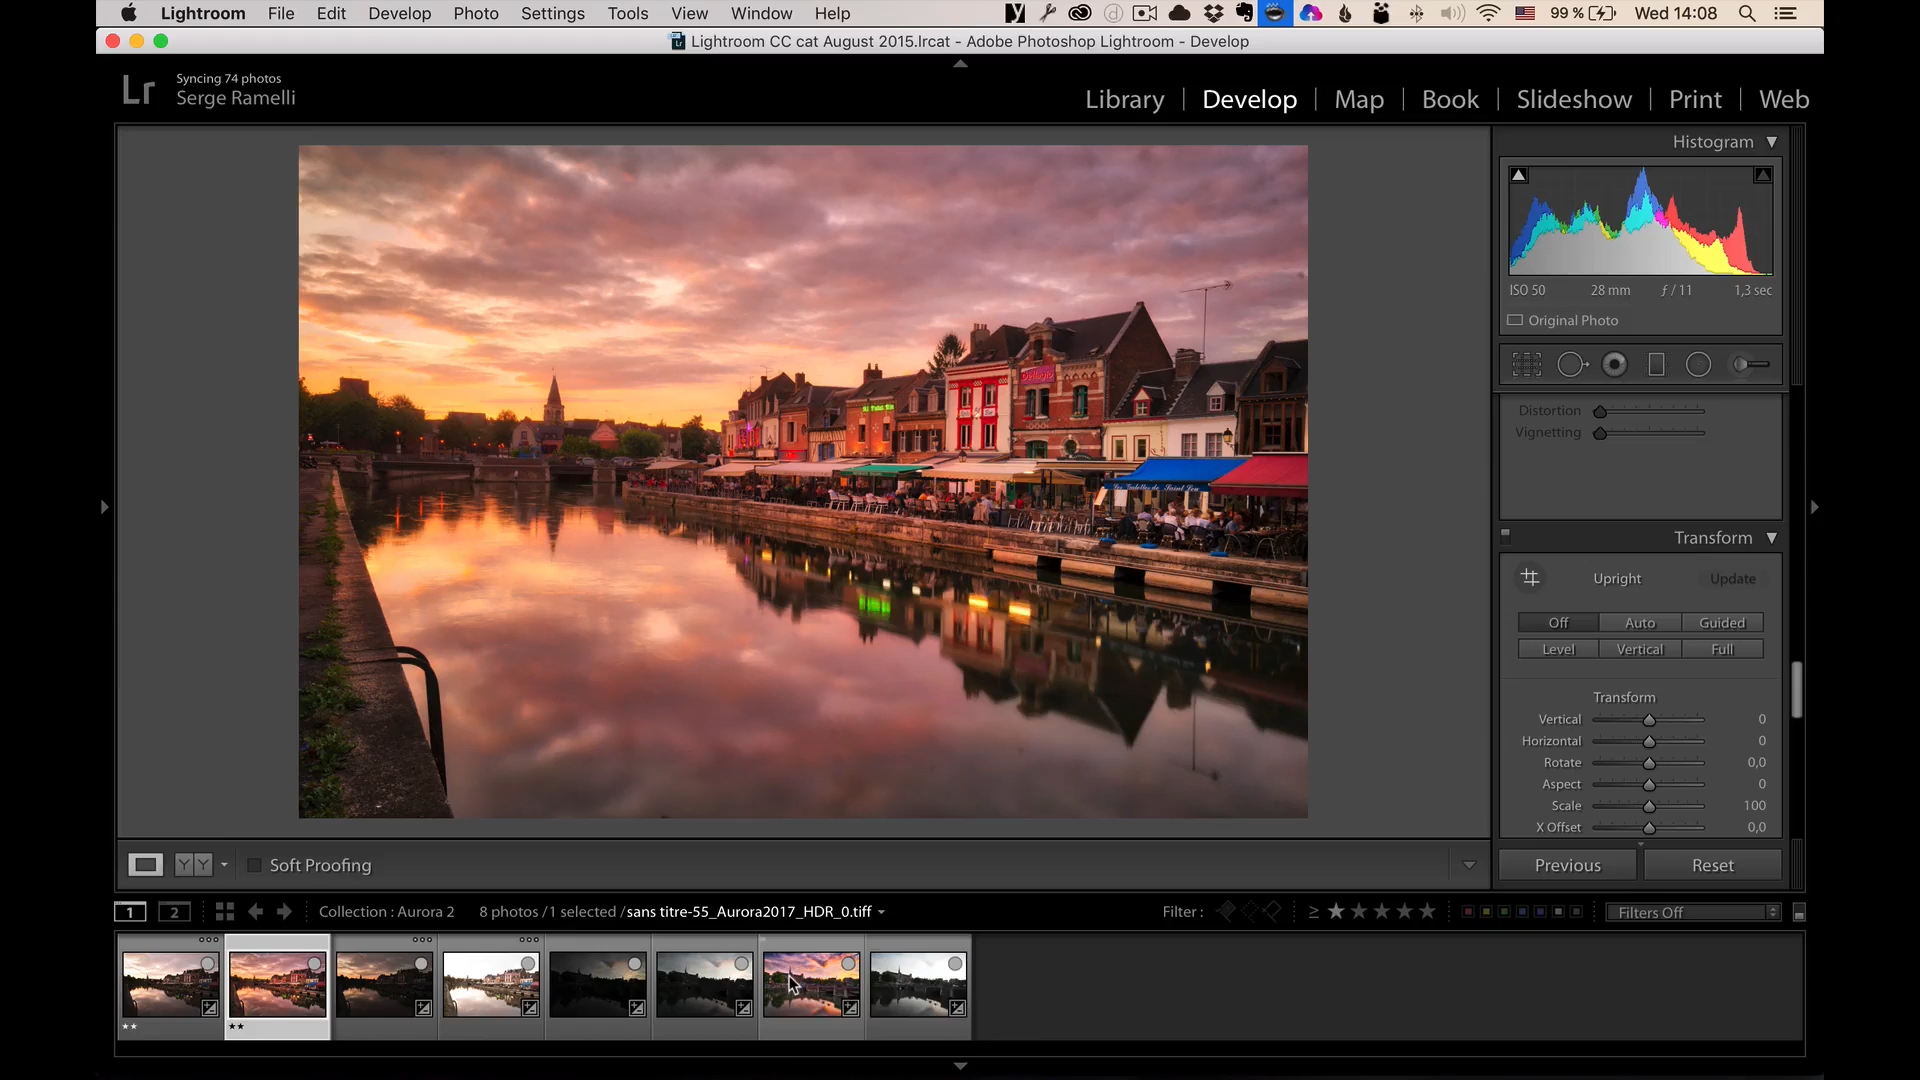 Lightroom File Edit Develop Photo Settings Tools View Window Help 99 % Wed 14:08
Lightroom CC cat August 2015.lrcat - Adobe Photoshop Lightroom - Develop
Lr Syncing 74 photos
Serge Ramelli
Library | Develop | Map | Book | Slideshow | Print | Web
Histogram
ISO 50 28 mm ƒ / 11 1,3 sec
Original Photo
Distortion
Vignetting
Transform
Upright Update
Off Auto Guided
Level Vertical Full
Transform
Vertical 0
Horizontal 0
Rotate 0,0
Aspect 0
Scale 100
X Offset 0,0
Previous Reset
Y Y Soft Proofing
1 2 Collection : Aurora 2 8 photos / 1 selected / sans titre-55_Aurora2017_HDR_0.tiff Filter : ≥ ★ ★ ★ ★ ★ Filters Off